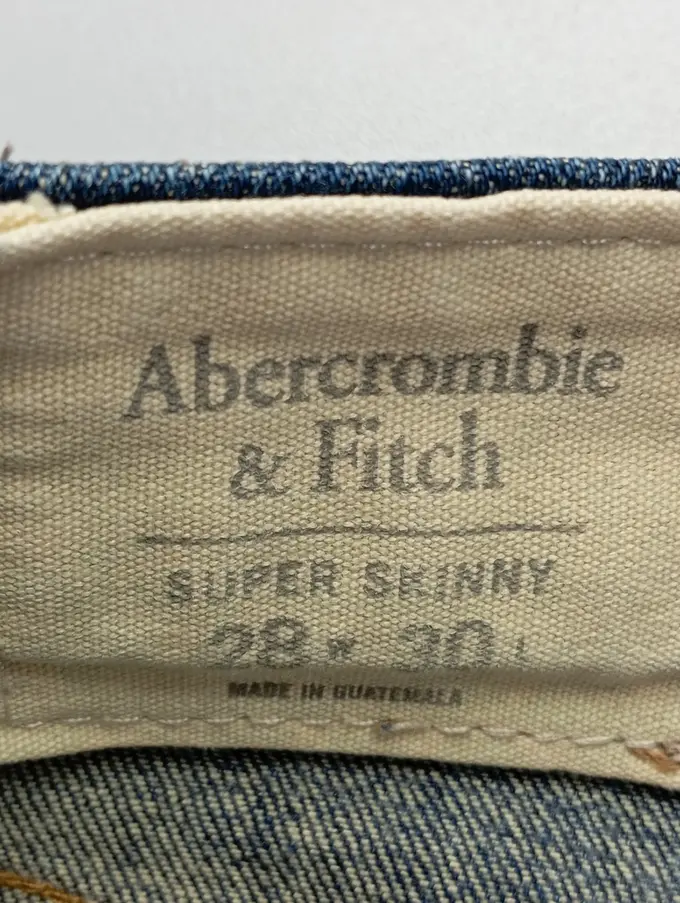 Abercrombie
& Fitch
SUPER SKINNY
28 X 30 L
MADE IN GUATEMALA